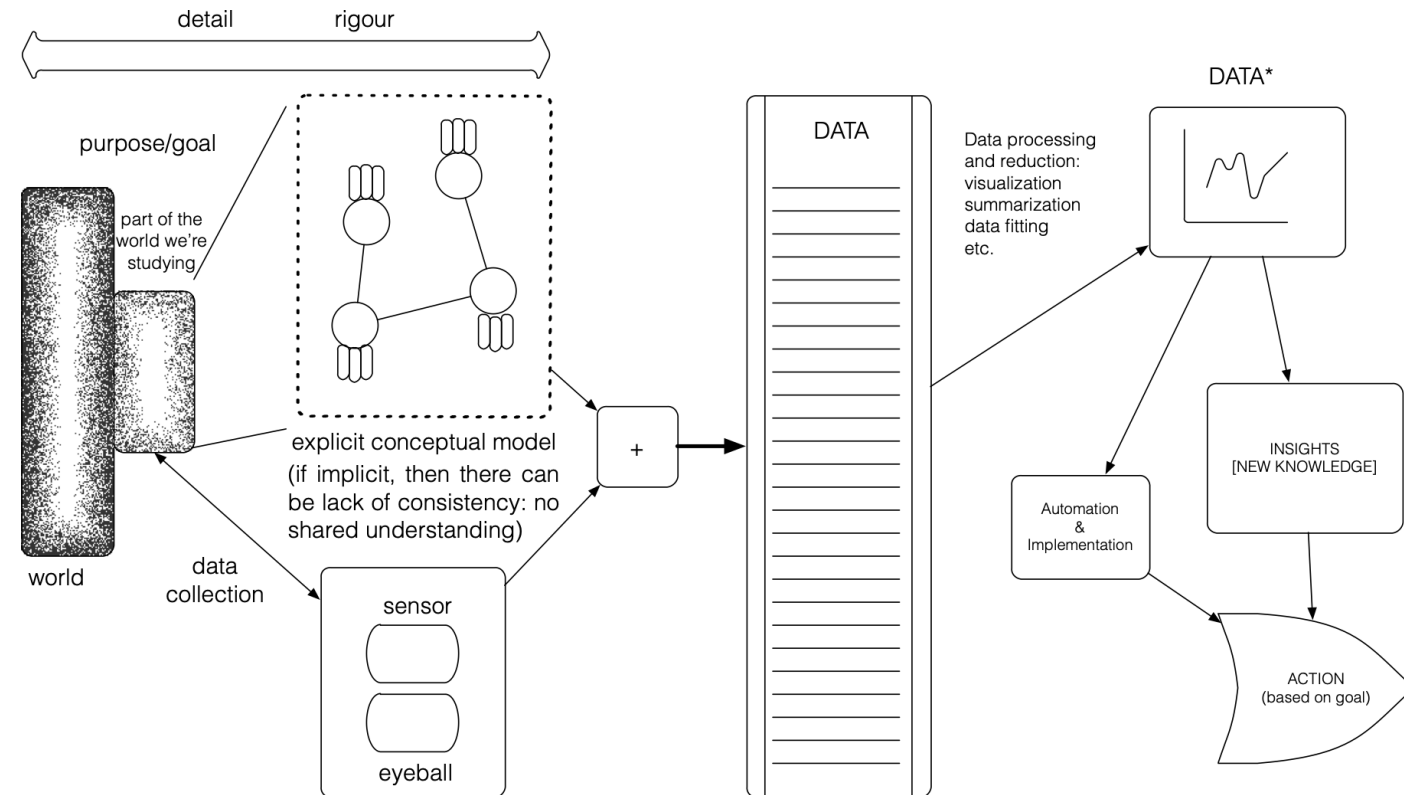 detail rigour
purpose/goal
part of the
world we're
studying
world
explicit conceptual model
(if implicit, then there can
be lack of consistency: no
shared understanding)
data
collection
sensor
eyeball
+
DATA
Data processing
and reduction:
visualization
summarization
data fitting
etc.
DATA*
Automation
&
Implementation
INSIGHTS
[NEW KNOWLEDGE]
ACTION
(based on goal)